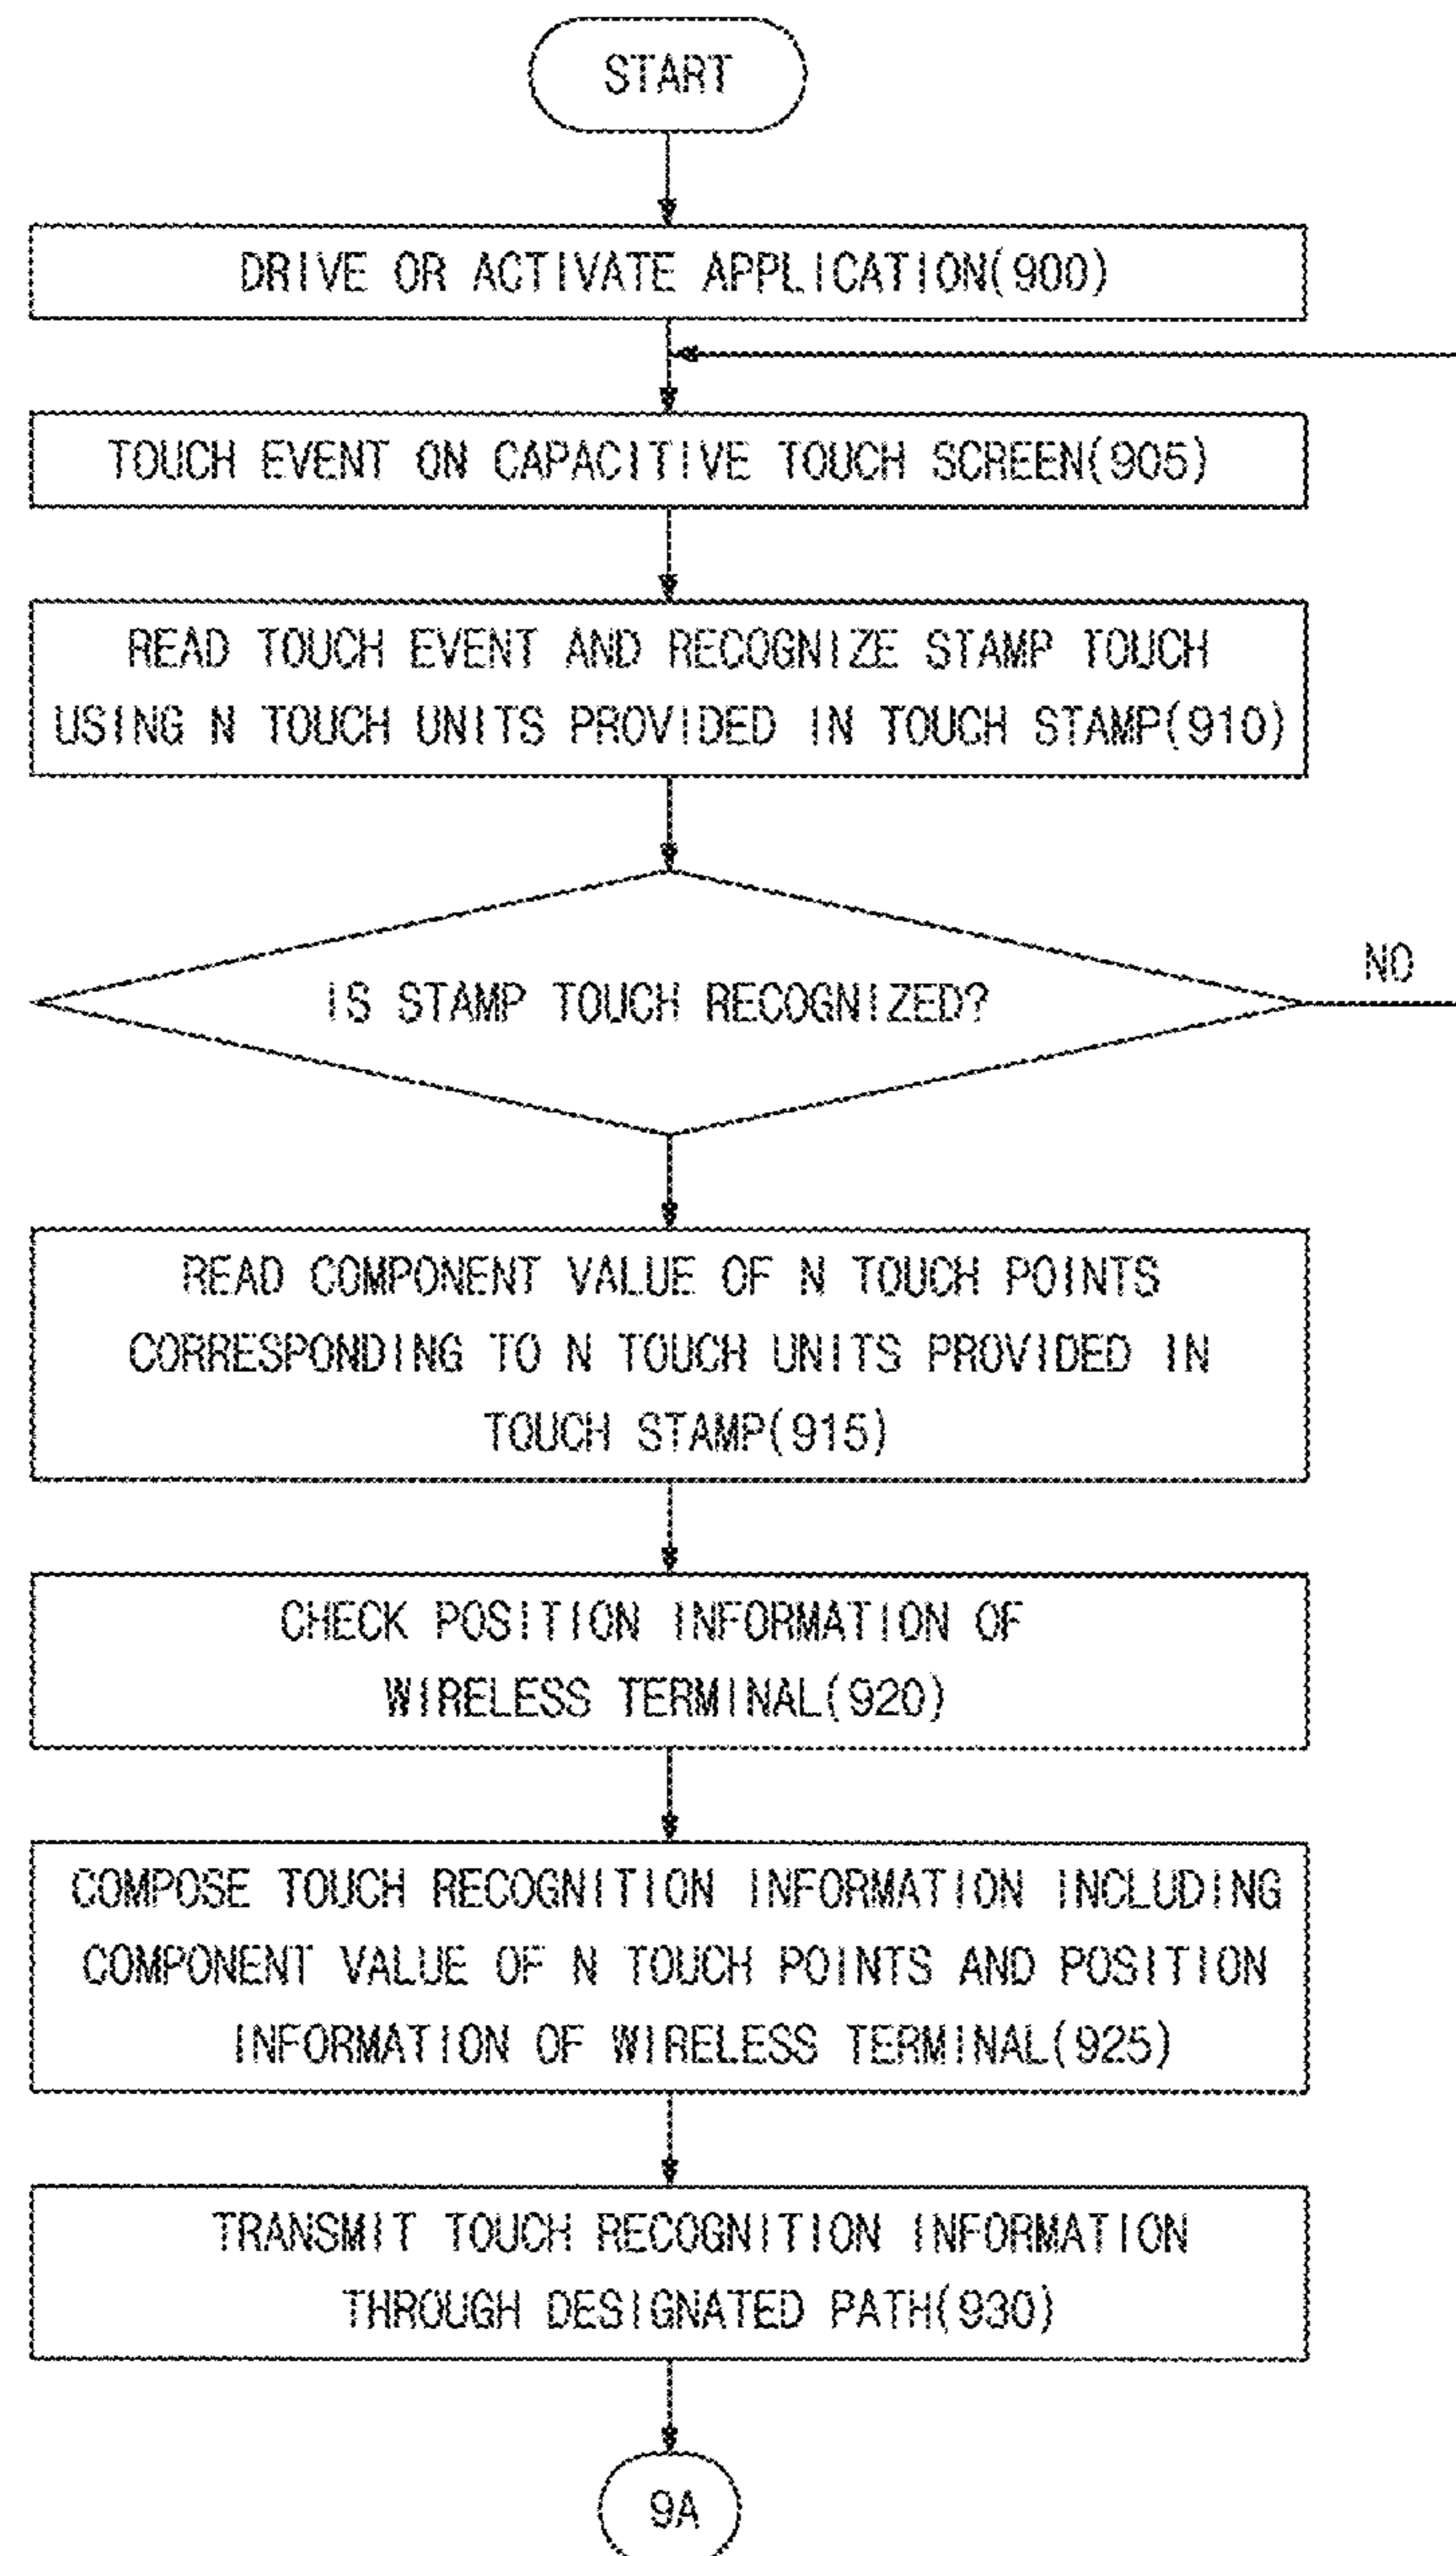 START
DRIVE OR ACTIVATE APPLICATION(900)
TOUCH EVENT ON CAPACITIVE TOUCH SCREEN(905)
READ TOUCH EVENT AND RECOGNIZE STAMP TOUCH
USING N TOUCH UNITS PROVIDED IN TOUCH STAMP(910)
IS STAMP TOUCH RECOGNIZED?
NO
READ COMPONENT VALUE OF N TOUCH POINTS
CORRESPONDING TO N TOUCH UNITS PROVIDED IN
TOUCH STAMP(915)
CHECK POSITION INFORMATION OF
WIRELESS TERMINAL(920)
COMPOSE TOUCH RECOGNITION INFORMATION INCLUDING
COMPONENT VALUE OF N TOUCH POINTS AND POSITION
INFORMATION OF WIRELESS TERMINAL(925)
TRANSMIT TOUCH RECOGNITION INFORMATION
THROUGH DESIGNATED PATH(930)
9A